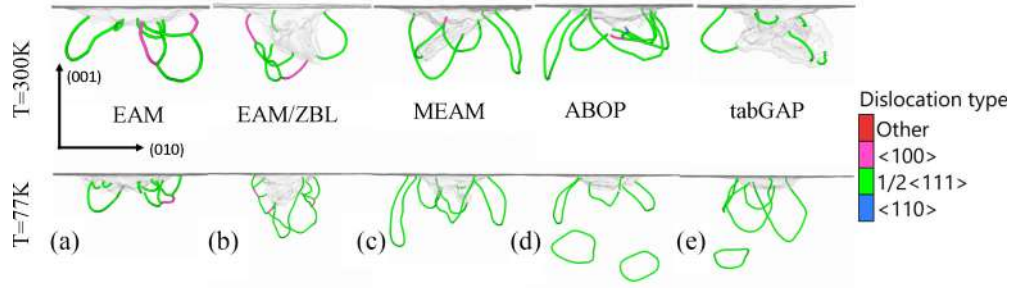 T=300K
(001)
(010)
EAM
EAM/ZBL
MEAM
ABOP
tabGAP
T=77K
(a)
(b)
(c)
(d)
(e)
Dislocation type
Other
<100>
1/2<111>
<110>